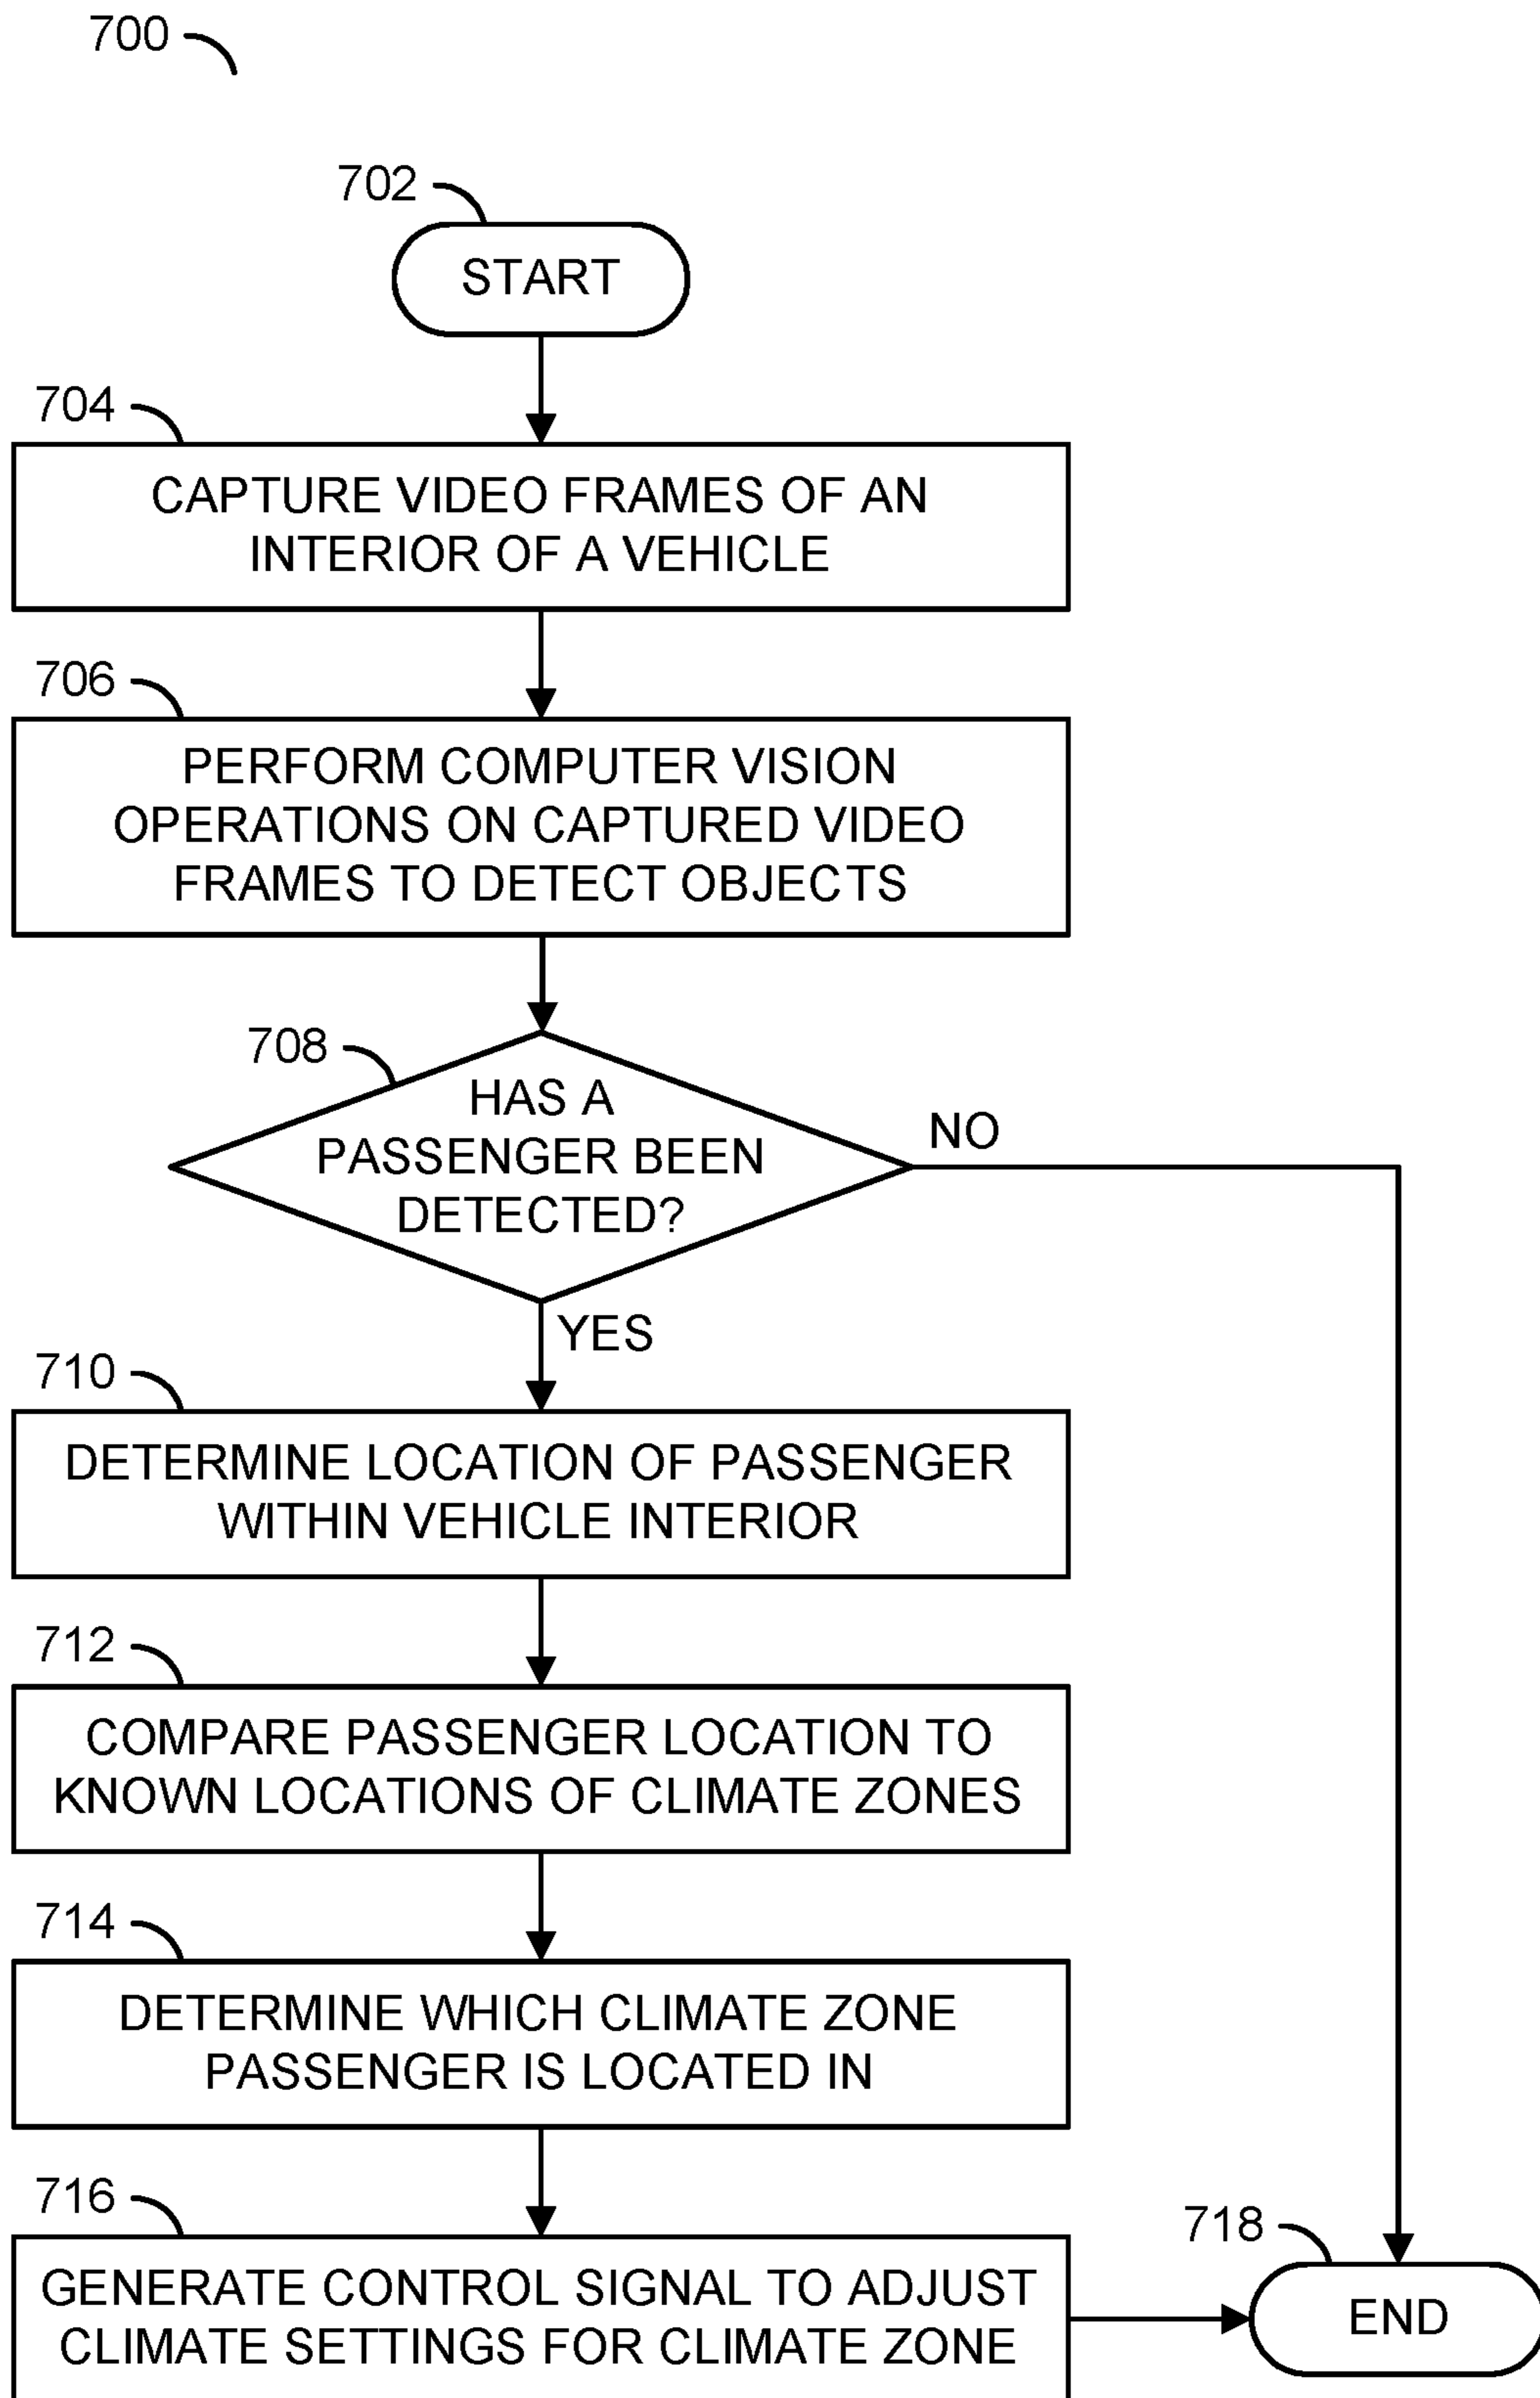 700
702
START
704
CAPTURE VIDEO FRAMES OF AN
INTERIOR OF A VEHICLE
706
PERFORM COMPUTER VISION
OPERATIONS ON CAPTURED VIDEO
FRAMES TO DETECT OBJECTS
708
HAS A
PASSENGER BEEN
DETECTED?
NO
YES
710
DETERMINE LOCATION OF PASSENGER
WITHIN VEHICLE INTERIOR
712
COMPARE PASSENGER LOCATION TO
KNOWN LOCATIONS OF CLIMATE ZONES
714
DETERMINE WHICH CLIMATE ZONE
PASSENGER IS LOCATED IN
716
GENERATE CONTROL SIGNAL TO ADJUST
CLIMATE SETTINGS FOR CLIMATE ZONE
718
END